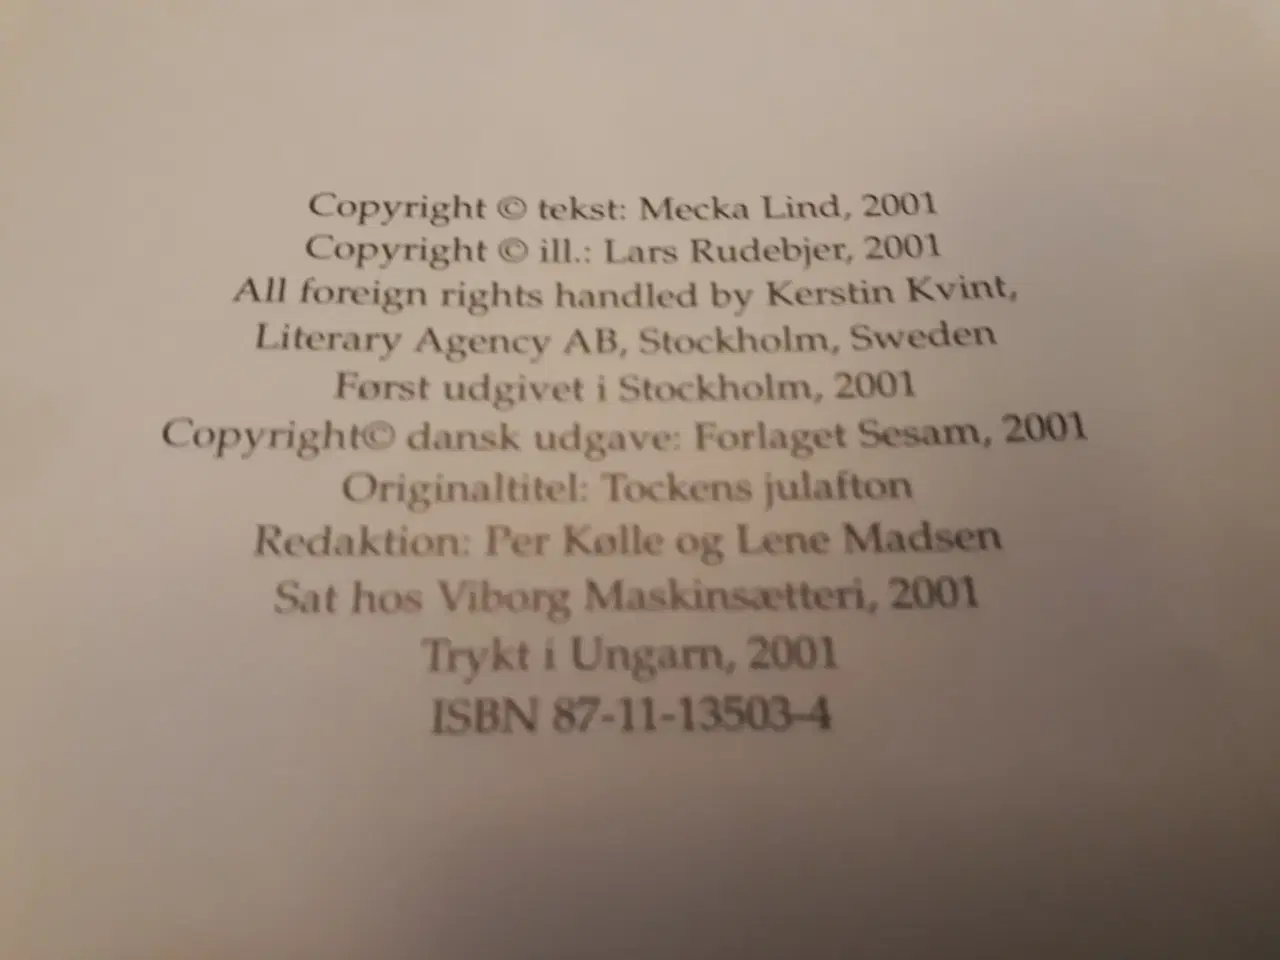 Copyright © tekst: Mecka Lind, 2001
Copyright © ill.: Lars Rudebjer, 2001
All foreign rights handled by Kerstin Kvint,
Literary Agency AB, Stockholm, Sweden
Først udgivet i Stockholm, 2001
Copyright© dansk udgave: Forlaget Sesam, 2001
Originaltitel: Tockens julafton
Redaktion: Per Kølle og Lene Madsen
Sat hos Viborg Maskinsætteri, 2001
Trykt i Ungarn, 2001
ISBN 87-11-13503-4